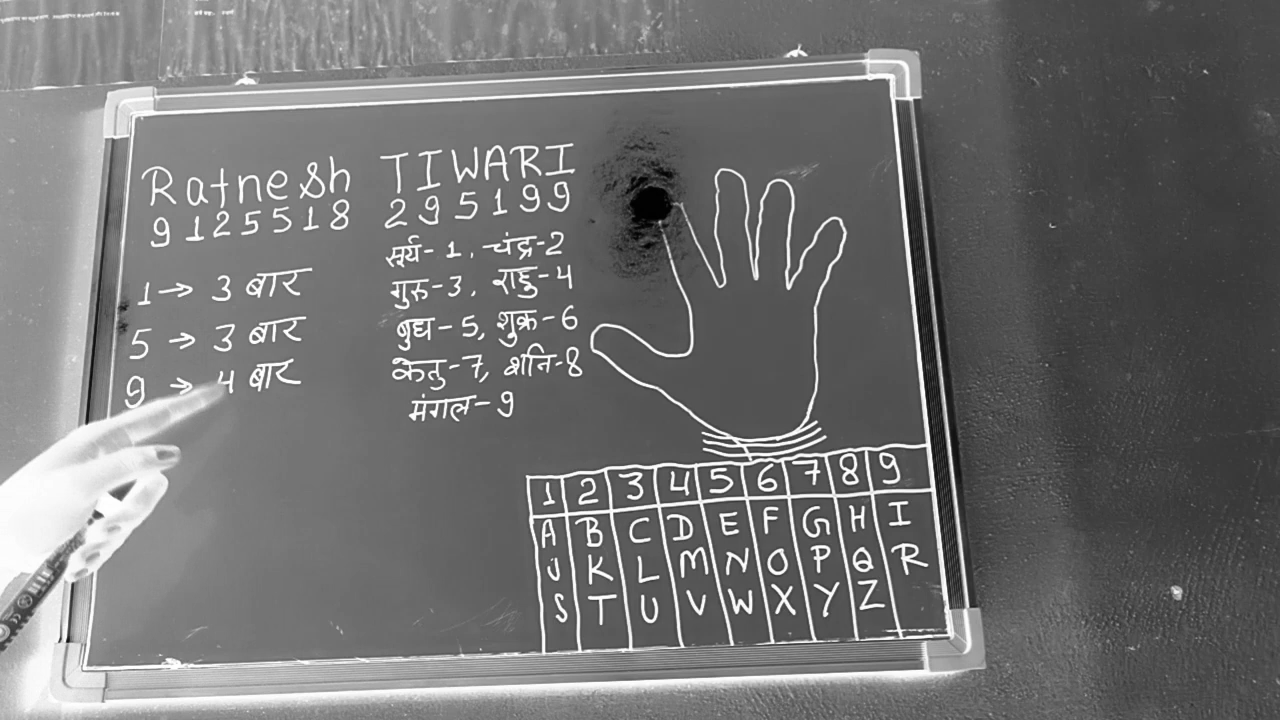 Ratnesh TIWARI
9125518 295199
1→ 3 बार
5 → 3 बार
9 → 4 बार
सूर्य- 1, चंद्र-2
गुरु-3, राहु-4
बुध-5, शुक्र-6
केतु-7, शनि-8
मंगल-9
1 2 3 4 5 6 7 8 9
A B C D E F G H I
J K L M N O P Q R
S T U V W X Y Z